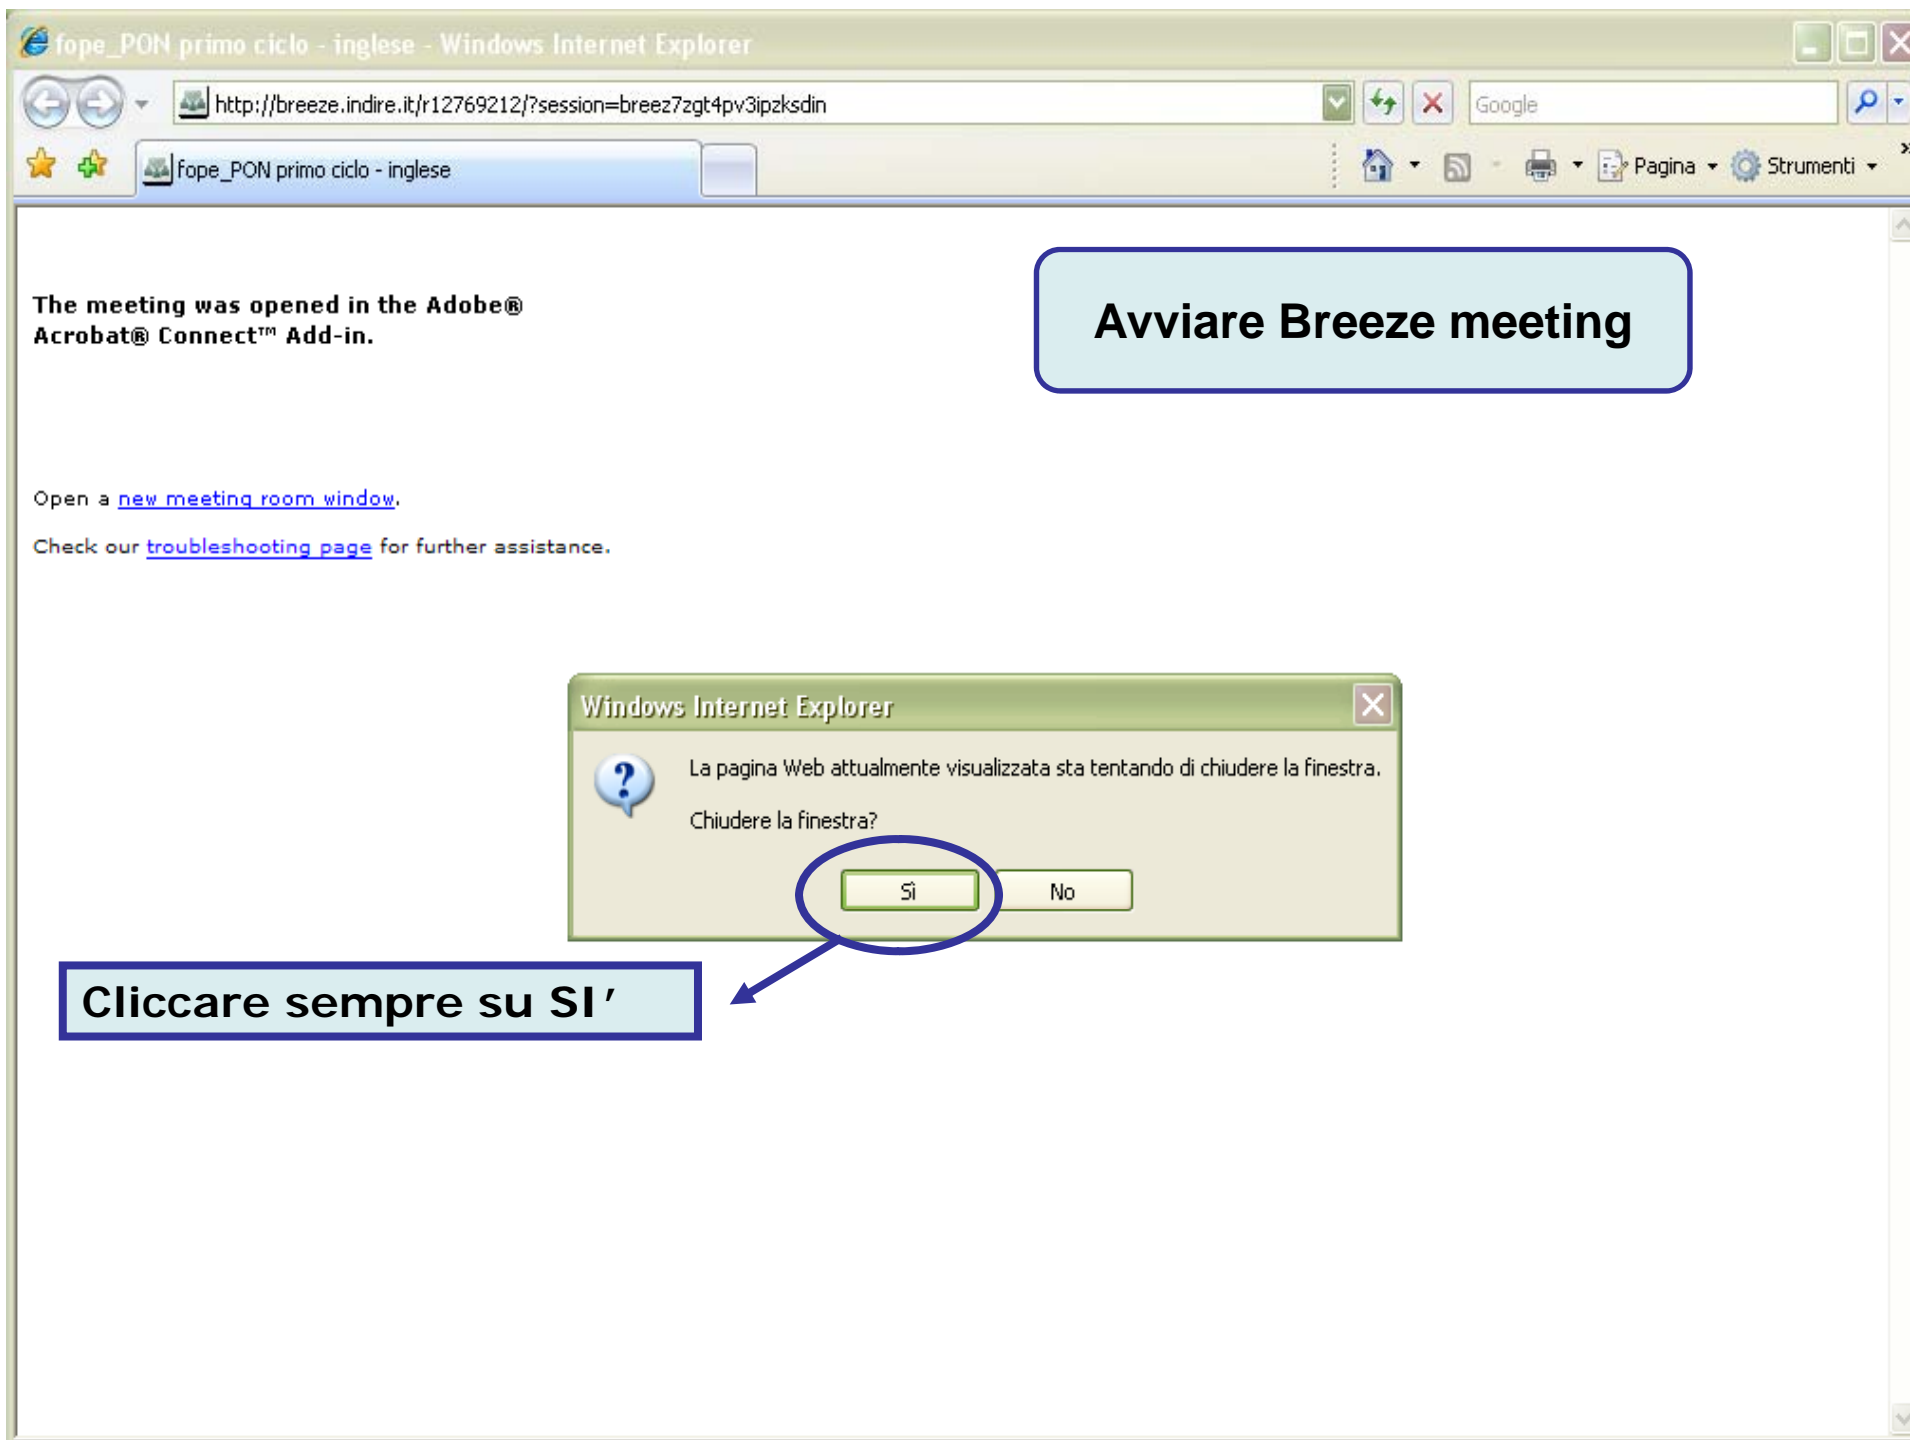 fope_PON primo ciclo - inglese - Windows Internet Explorer
http://breeze.indire.it/r12769212/?session=breez7zgt4pv3ipzksdin
Google
fope_PON primo ciclo - inglese
Pagina
Strumenti
The meeting was opened in the Adobe®
Acrobat® Connect™ Add-in.
Avviare Breeze meeting
Open a new meeting room window.
Check our troubleshooting page for further assistance.
Windows Internet Explorer
La pagina Web attualmente visualizzata sta tentando di chiudere la finestra.
Chiudere la finestra?
Sì
No
Cliccare sempre su SI’